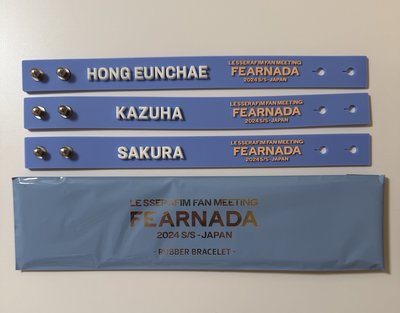 HONG EUNCHAE
LE SSERAFIM FAN MEETING
FEARNADA
2024 S/S - JAPAN
KAZUHA
LE SSERAFIM FAN MEETING
FEARNADA
2024 S/S - JAPAN
SAKURA
LE SSERAFIM FAN MEETING
FEARNADA
2024 S/S - JAPAN
LE SSERAFIM FAN MEETING
FEARNADA
2024 S/S - JAPAN
- RUBBER BRACELET -